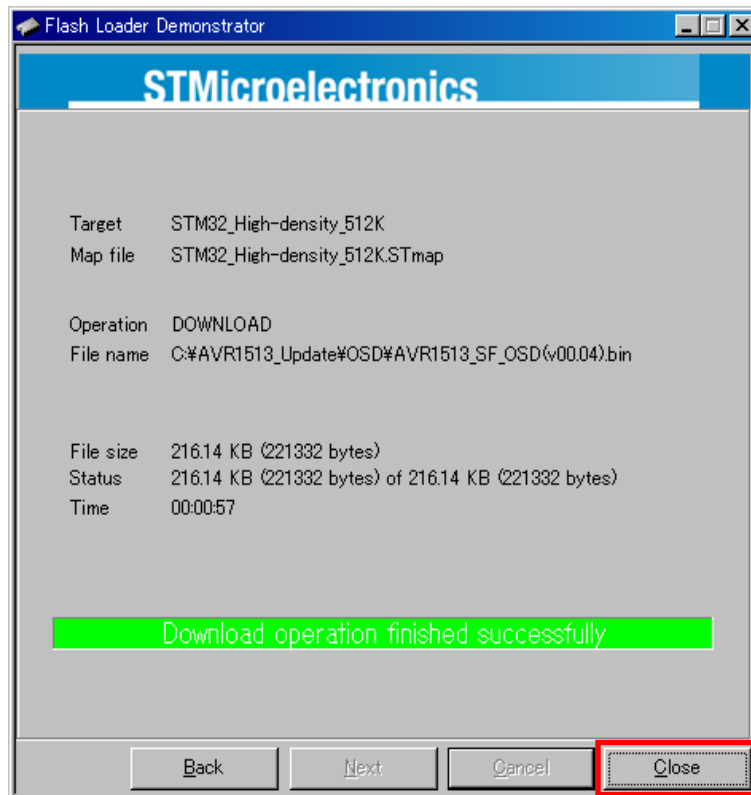 Flash Loader Demonstrator
STMicroelectronics
Target STM32_High-density_512K
Map file STM32_High-density_512K.STmap
Operation DOWNLOAD
File name C:¥AVR1513_Update¥OSD¥AVR1513_SF_OSD(v00.04).bin
File size 216.14 KB (221332 bytes)
Status 216.14 KB (221332 bytes) of 216.14 KB (221332 bytes)
Time 00:00:57
Download operation finished successfully
Back Next Cancel Close